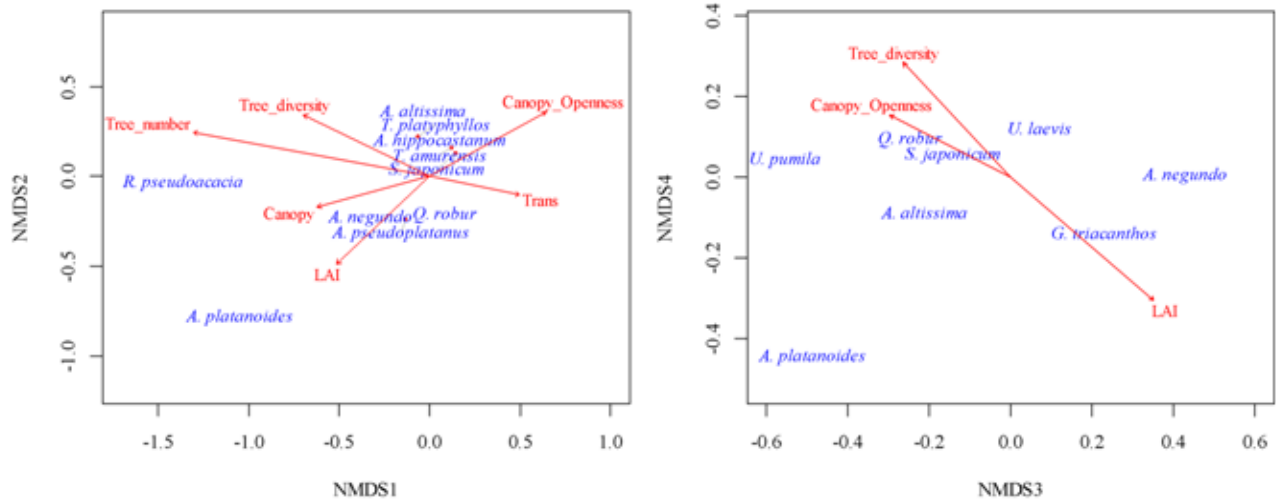 0.5
0.0
-0.5
-1.0
NMDS2
Tree_diversity
Tree_number
A. altissima
Canopy_Openness
T. platyphyllos
A. hippocastanum
T. amurensis
S. japonicum
R. pseudoacacia
Trans
Canopy
A. negundo
Q. robur
A. pseudoplatanus
LAI
A. platanoides
-1.5 -1.0 -0.5 0.0 0.5 1.0
NMDS1
0.4
0.2
0.0
-0.2
-0.4
NMDS4
Tree_diversity
Canopy_Openness
U. laevis
Q. robur
S. japonicum
U. pumila
A. negundo
A. altissima
G. triacanthos
LAI
A. platanoides
-0.6 -0.4 -0.2 0.0 0.2 0.4 0.6
NMDS3